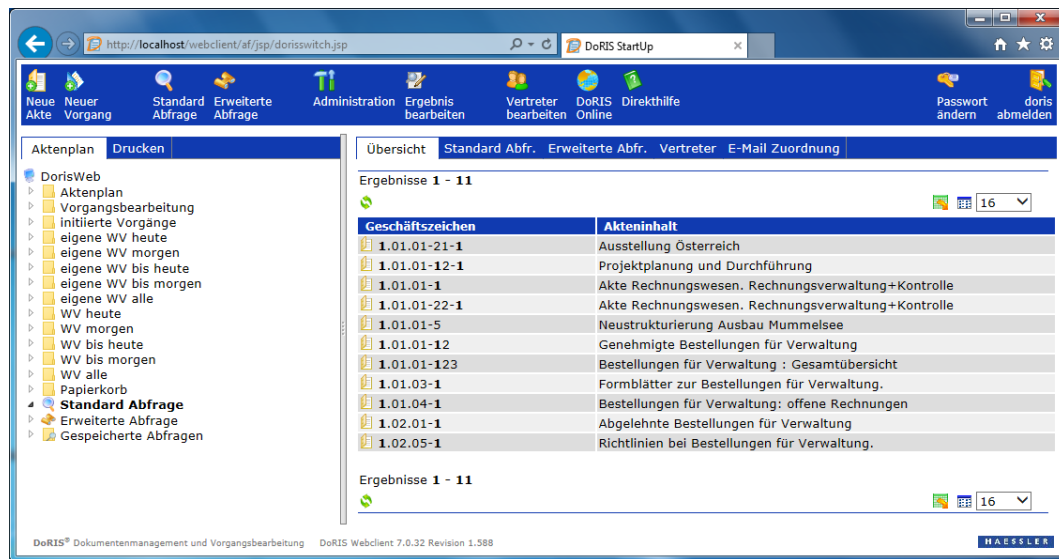 http://localhost/webclient/af/jsp/dorisswitch.jsp
DoRIS StartUp
Neue Akte
Neuer Vorgang
Standard Abfrage
Erweiterte Abfrage
Administration
Ergebnis bearbeiten
Vertreter bearbeiten
DoRIS Online
Direkthilfe
Passwort ändern
doris abmelden
Aktenplan Drucken
DorisWeb
Aktenplan
Vorgangsbearbeitung
initiierte Vorgänge
eigene WV heute
eigene WV morgen
eigene WV bis heute
eigene WV bis morgen
eigene WV alle
WV heute
WV morgen
WV bis heute
WV bis morgen
WV alle
Papierkorb
Standard Abfrage
Erweiterte Abfrage
Gespeicherte Abfragen
Übersicht Standard Abfr. Erweiterte Abfr. Vertreter E-Mail Zuordnung
Ergebnisse 1 - 11
16
Geschäftszeichen Akteninhalt
1.01.01-21-1 Ausstellung Österreich
1.01.01-12-1 Projektplanung und Durchführung
1.01.01-1 Akte Rechnungswesen. Rechnungsverwaltung+Kontrolle
1.01.01-22-1 Akte Rechnungswesen. Rechnungsverwaltung+Kontrolle
1.01.01-5 Neustrukturierung Ausbau Mummelsee
1.01.01-12 Genehmigte Bestellungen für Verwaltung
1.01.01-123 Bestellungen für Verwaltung : Gesamtübersicht
1.01.03-1 Formblätter zur Bestellungen für Verwaltung.
1.01.04-1 Bestellungen für Verwaltung: offene Rechnungen
1.02.01-1 Abgelehnte Bestellungen für Verwaltung
1.02.05-1 Richtlinien bei Bestellungen für Verwaltung.
Ergebnisse 1 - 11
16
DoRIS® Dokumentenmanagement und Vorgangsbearbeitung DoRIS Webclient 7.0.32 Revision 1.588
HAESSLER